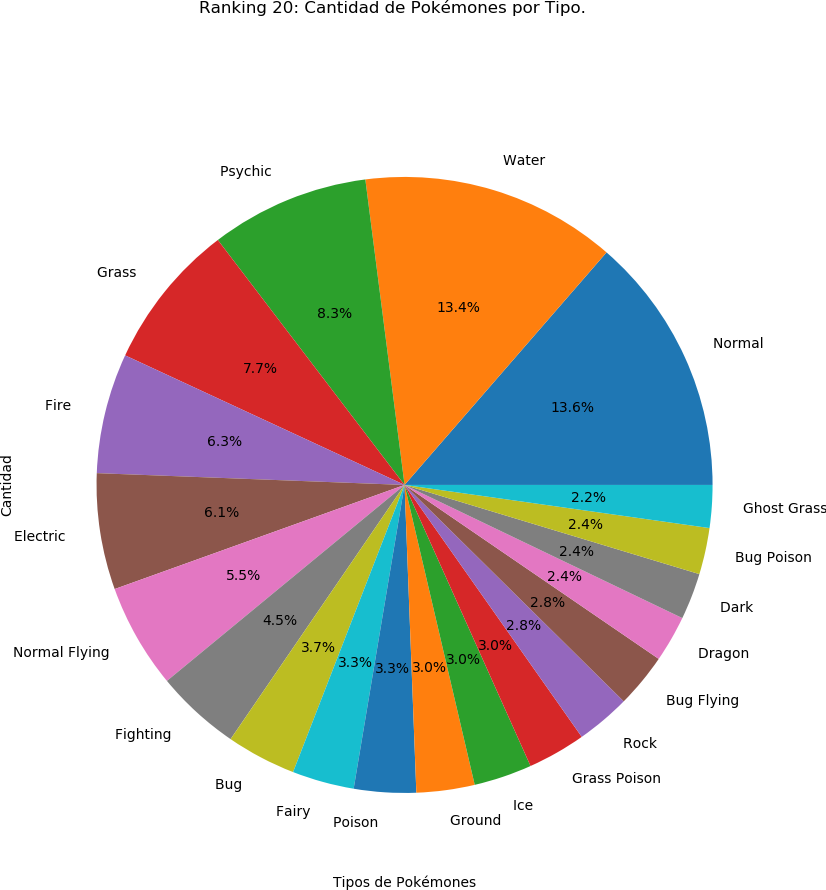 Ranking 20: Cantidad de Pokémones por Tipo.
Water
Psychic
Grass
Normal
Fire
Electric
Normal Flying
Fighting
Bug
Fairy
Poison
Ground
Ice
Grass Poison
Rock
Bug Flying
Dragon
Dark
Bug Poison
Ghost Grass
13.6%
13.4%
8.3%
7.7%
6.3%
6.1%
5.5%
4.5%
3.7%
3.3%
3.3%
3.0%
3.0%
3.0%
2.8%
2.8%
2.4%
2.4%
2.4%
2.2%
Cantidad
Tipos de Pokémones